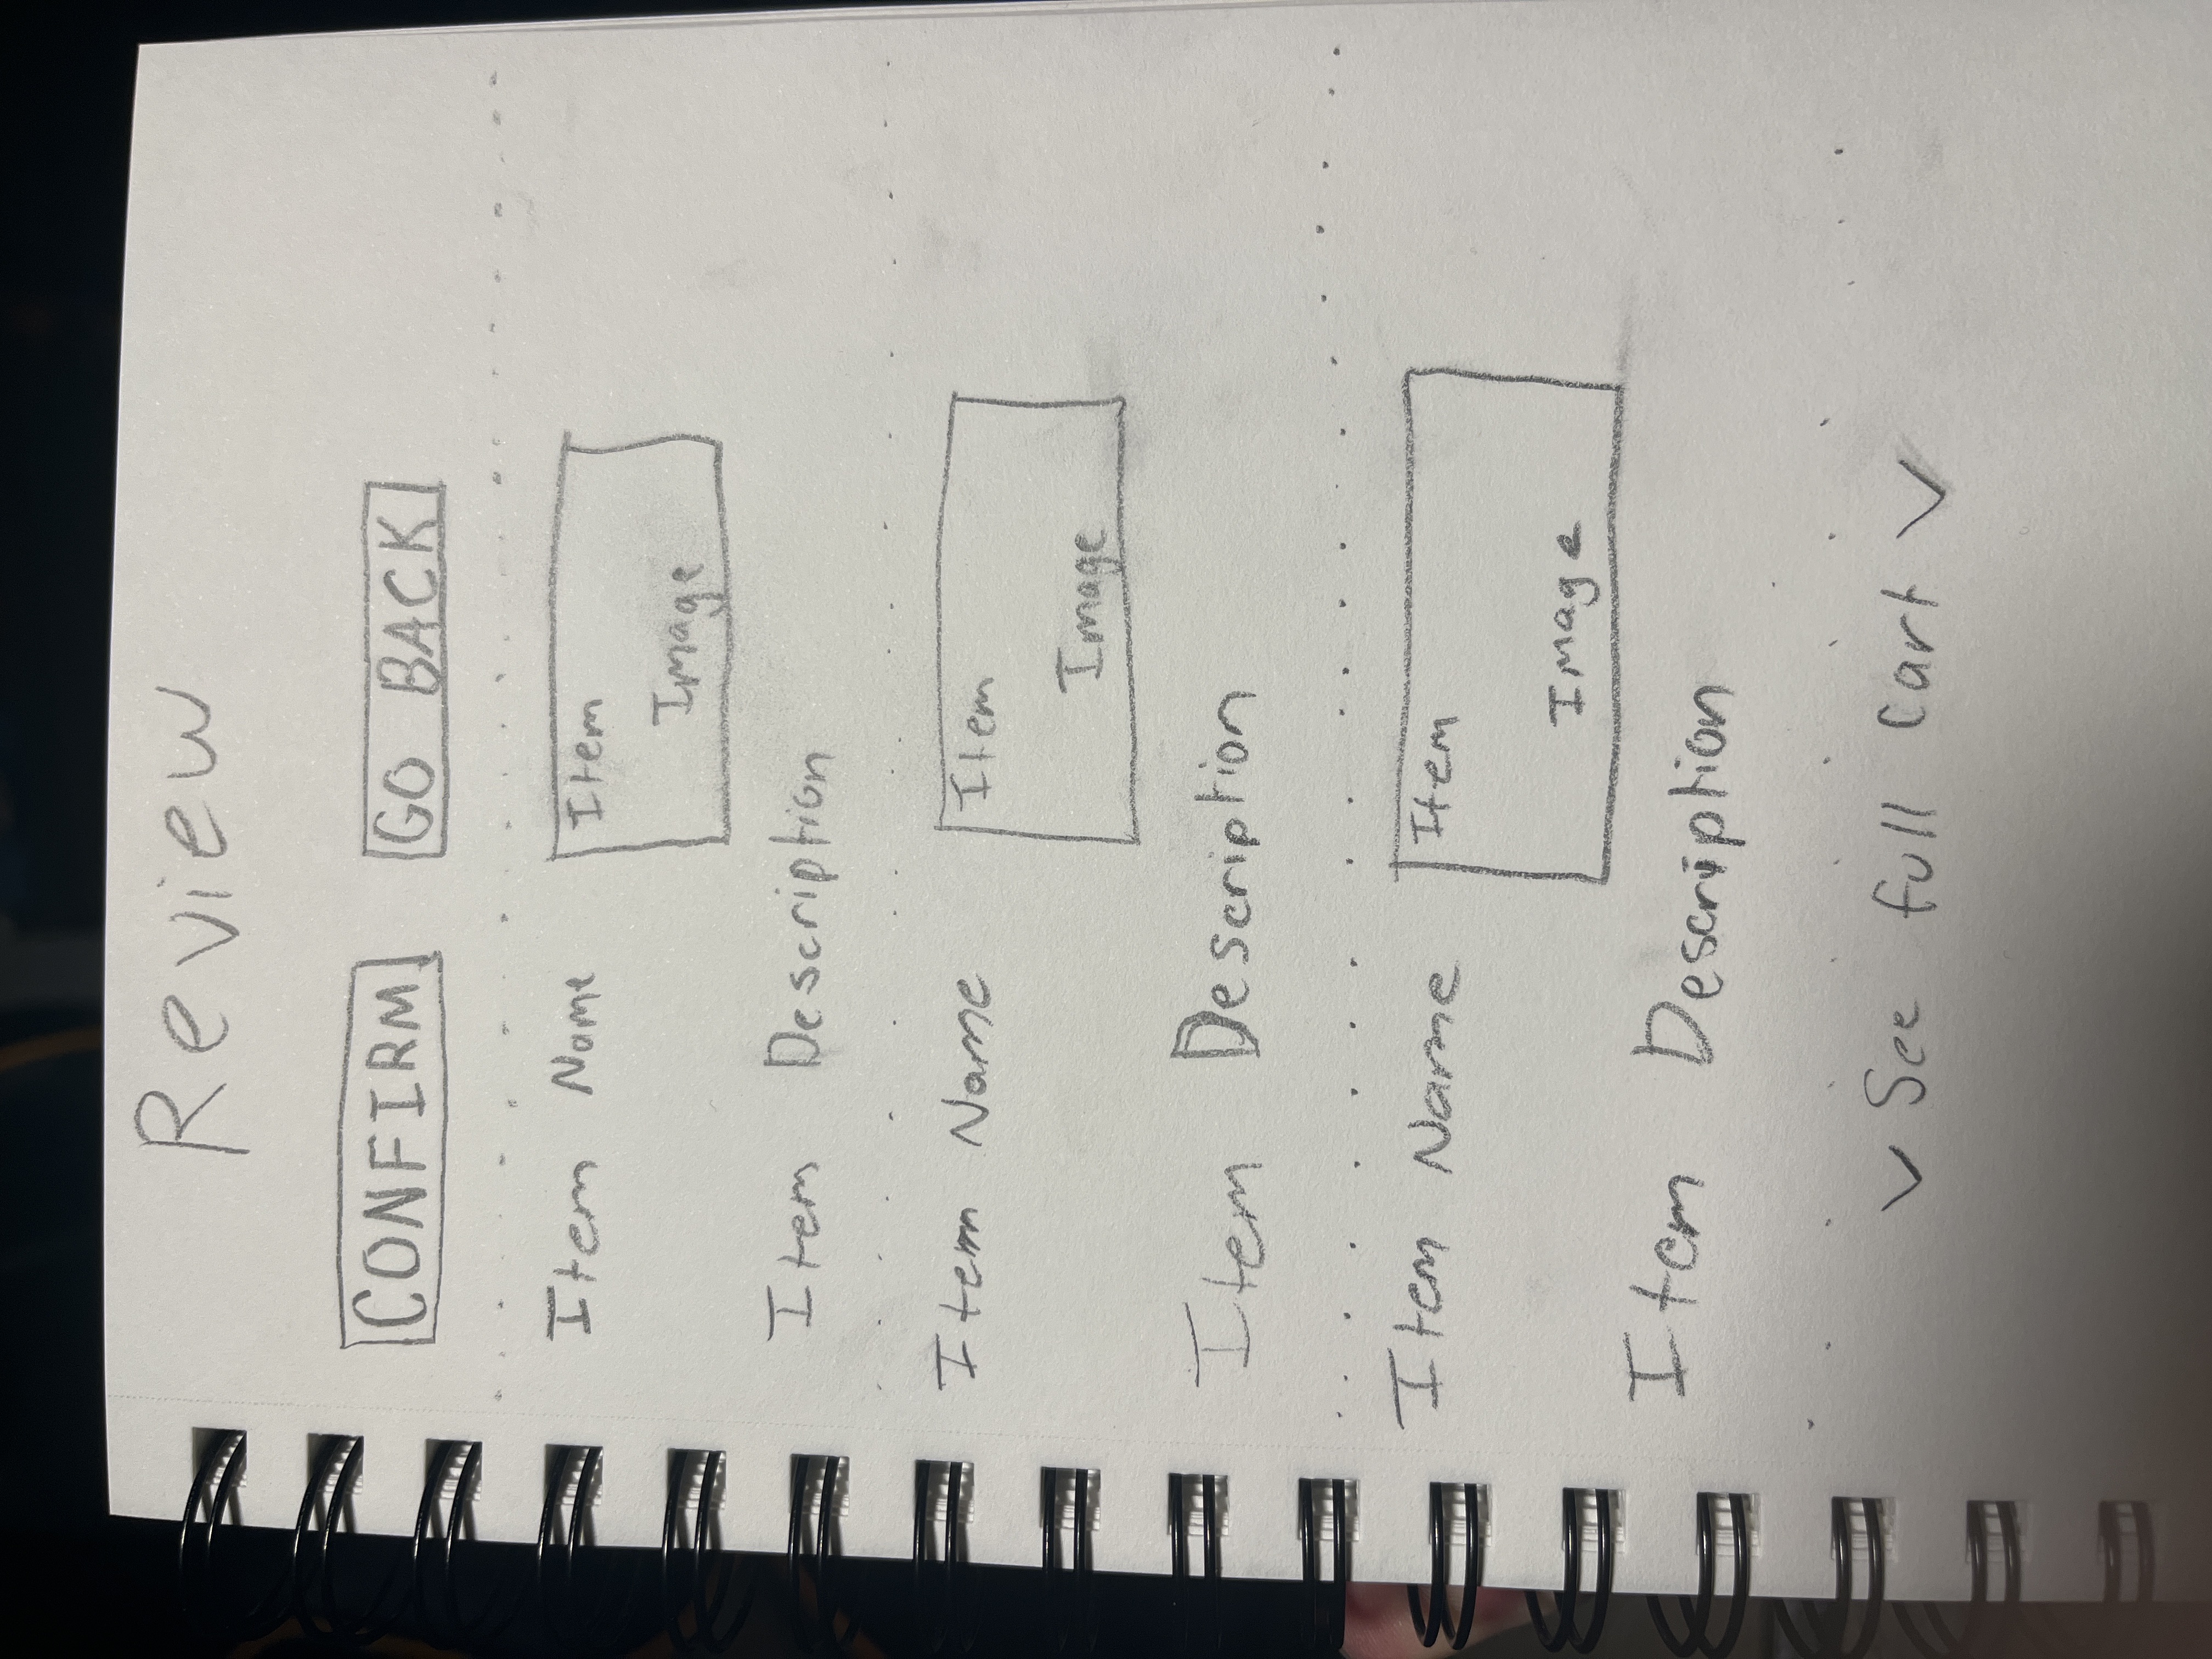 Review
CONFIRM GO BACK
Item Name Item
Image
Item Description
Item Name Item
Image
Item Description
Item Name Item
Image
Item Description
See full cart